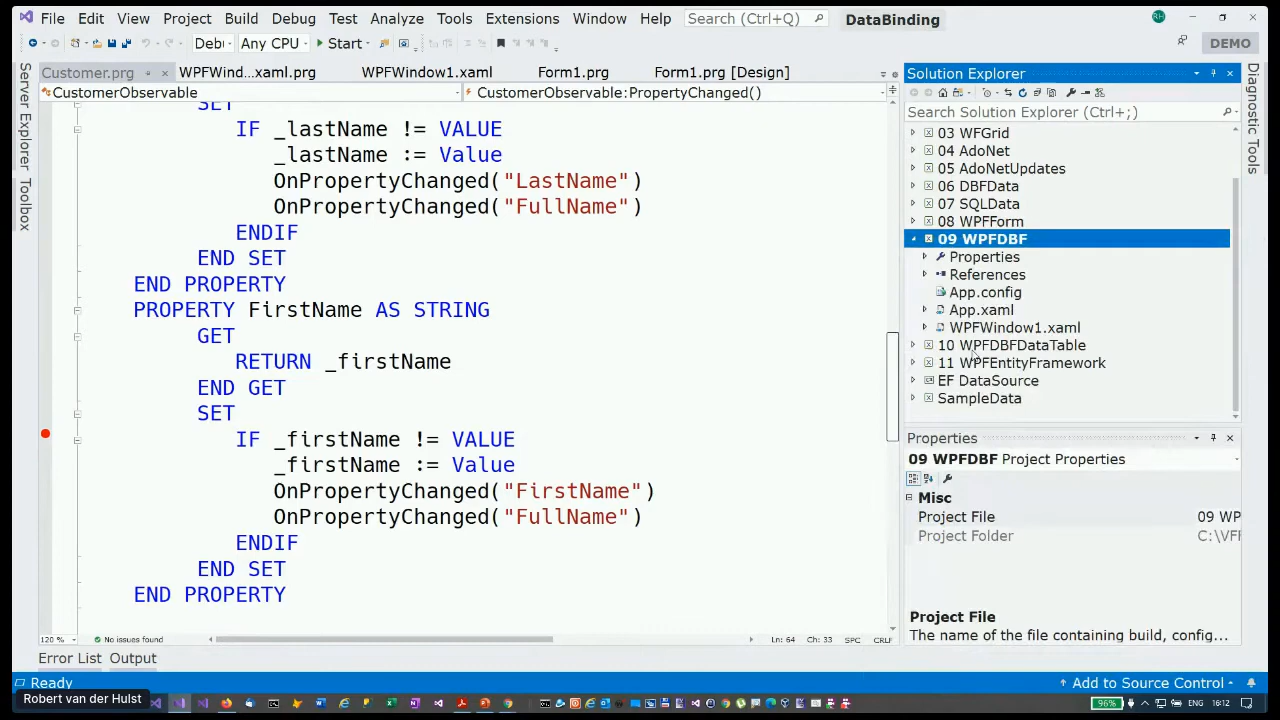 File Edit View Project Build Debug Test Analyze Tools Extensions Window Help Search (Ctrl+Q) DataBinding
RH
Debu Any CPU Start DEMO
Customer.prg WPFWind...xaml.prg WPFWindow1.xaml Form1.prg Form1.prg [Design]
CustomerObservable CustomerObservable:PropertyChanged()
Server Explorer
Toolbox
SET
IF _lastName != VALUE
_lastName := Value
OnPropertyChanged("LastName")
OnPropertyChanged("FullName")
ENDIF
END SET
END PROPERTY
PROPERTY FirstName AS STRING
GET
RETURN _firstName
END GET
SET
IF _firstName != VALUE
_firstName := Value
OnPropertyChanged("FirstName")
OnPropertyChanged("FullName")
ENDIF
END SET
END PROPERTY
120 % No issues found Ln: 64 Ch: 33 SPC CRLF
Solution Explorer
Search Solution Explorer (Ctrl+;)
03 WFGrid
04 AdoNet
05 AdoNetUpdates
06 DBFData
07 SQLData
08 WPFForm
09 WPFDBF
Properties
References
App.config
App.xaml
WPFWindow1.xaml
10 WPFDBFDataTable
11 WPFEntityFramework
EF DataSource
SampleData
Properties
09 WPFDBF Project Properties
Misc
Project File 09 WP
Project Folder C:\VFI
Project File
The name of the file containing build, config...
Diagnostic Tools
Error List Output
Ready Add to Source Control
Robert van der Hulst
96% ENG 16:12